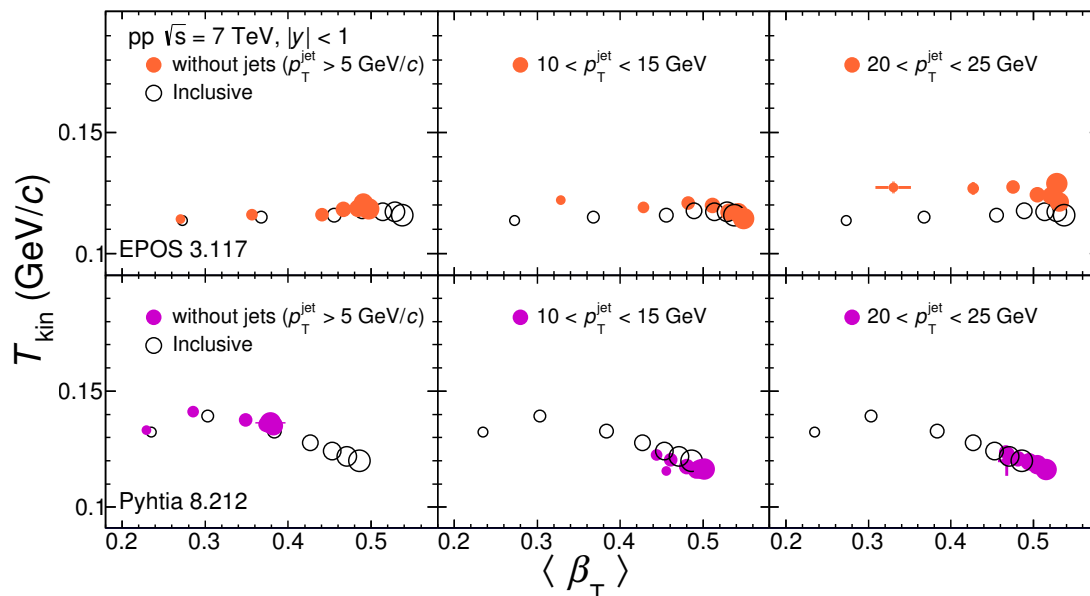 pp √s = 7 TeV, |y| < 1
without jets (p_T^jet > 5 GeV/c)
Inclusive
10 < p_T^jet < 15 GeV
20 < p_T^jet < 25 GeV
0.15
0.1
EPOS 3.117
T_kin (GeV/c)
without jets (p_T^jet > 5 GeV/c)
Inclusive
10 < p_T^jet < 15 GeV
20 < p_T^jet < 25 GeV
0.15
0.1
Pyhtia 8.212
0.2 0.3 0.4 0.5 0.2 0.3 0.4 0.5 0.2 0.3 0.4 0.5
⟨ β_T ⟩